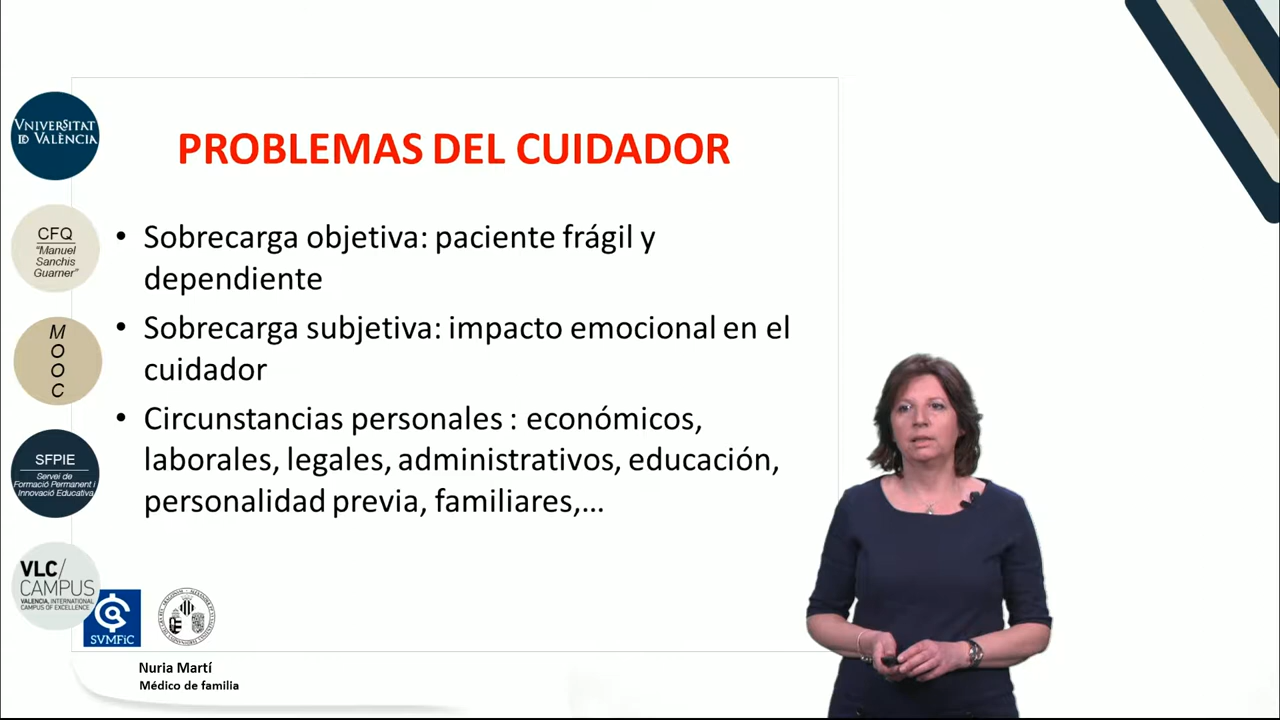 VNIVERSITAT
ID VALÈNCIA
CFQ
"Manuel
Sanchis
Guarner"
M
O
O
C
SFPIE
Servei de
Formació Permanent i
Innovació Educativa
VLC/
CAMPUS
VALENCIA, INTERNATIONAL
CAMPUS OF EXCELLENCE
PROBLEMAS DEL CUIDADOR
• Sobrecarga objetiva: paciente frágil y
dependiente
• Sobrecarga subjetiva: impacto emocional en el
cuidador
• Circunstancias personales : económicos,
laborales, legales, administrativos, educación,
personalidad previa, familiares,...
SVMFiC
Nuria Martí
Médico de familia